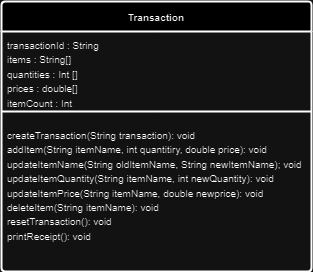 Transaction
transactionId : String
items : String[]
quantities : Int []
prices : double[]
itemCount : Int
createTransaction(String transaction): void
addItem(String itemName, int quantitiry, double price): void
updateItemName(String oldItemName, String newItemName); void
updateItemQuantity(String itemName, int newQuantity): void
updateItemPrice(String itemName, double newprice): void
deleteItem(String itemName): void
resetTransaction(): void
printReceipt(): void